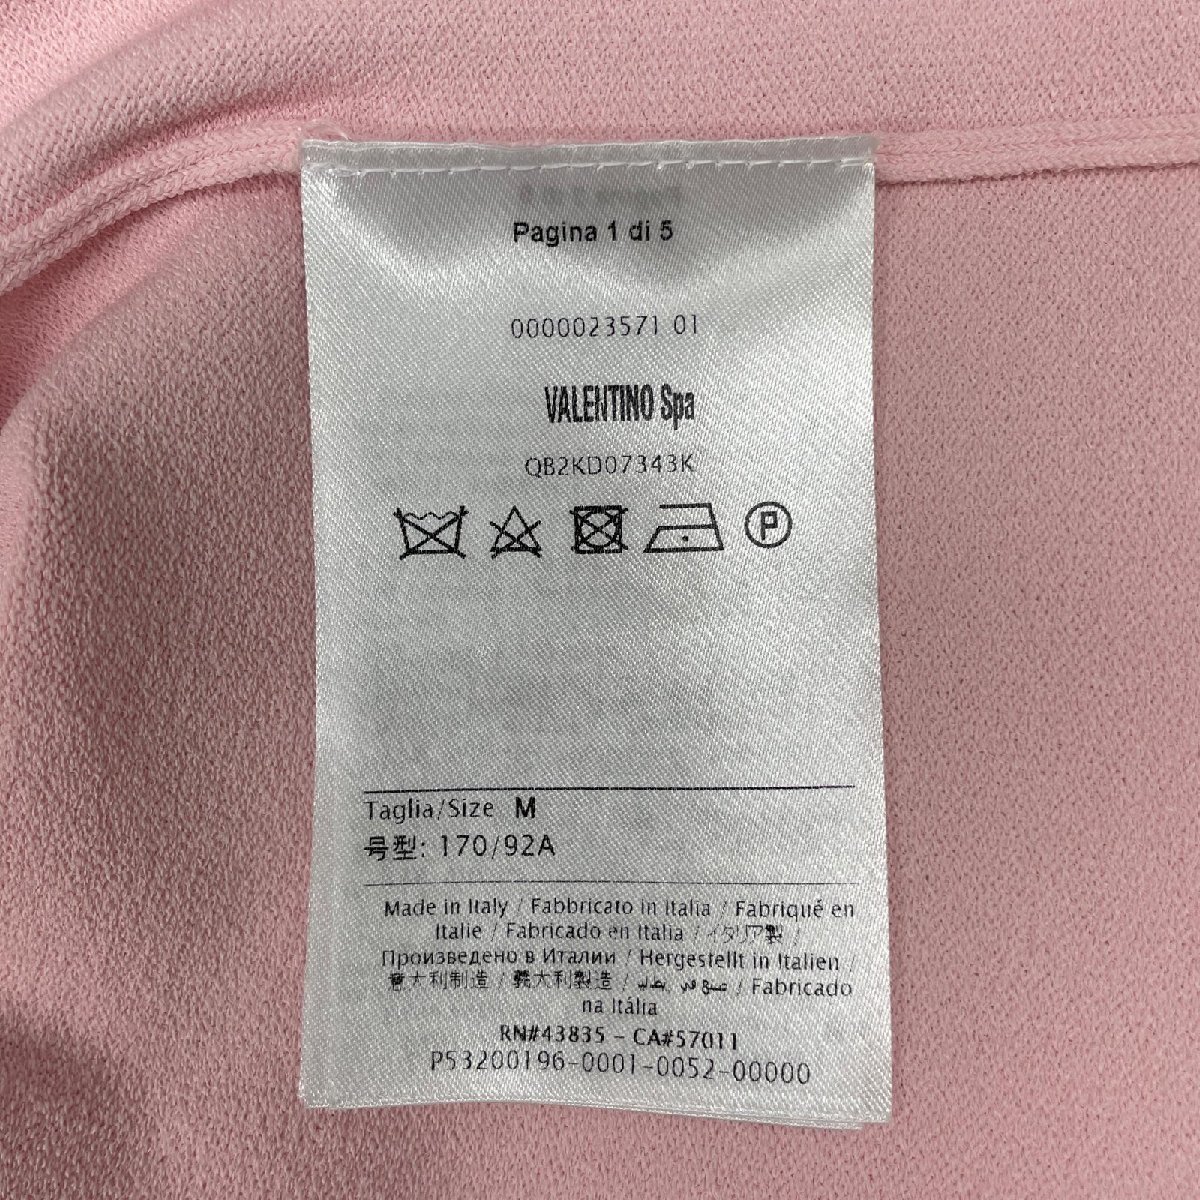 Pagina 1 di 5
0000023571 01
VALENTINO Spa
QB2KD07343K
P
Taglia/Size M
号型: 170/92A
Made in Italy / Fabbricato in Italia / Fabriqué en
Italie / Fabricado en Italia / イタリア製 /
Произведено в Италии / Hergestellt in Italien /
意大利制造 / 義大利製造 / صنع في / Fabricado
na Itália
RN#43835 - CA#57011
P53200196-0001-0052-00000